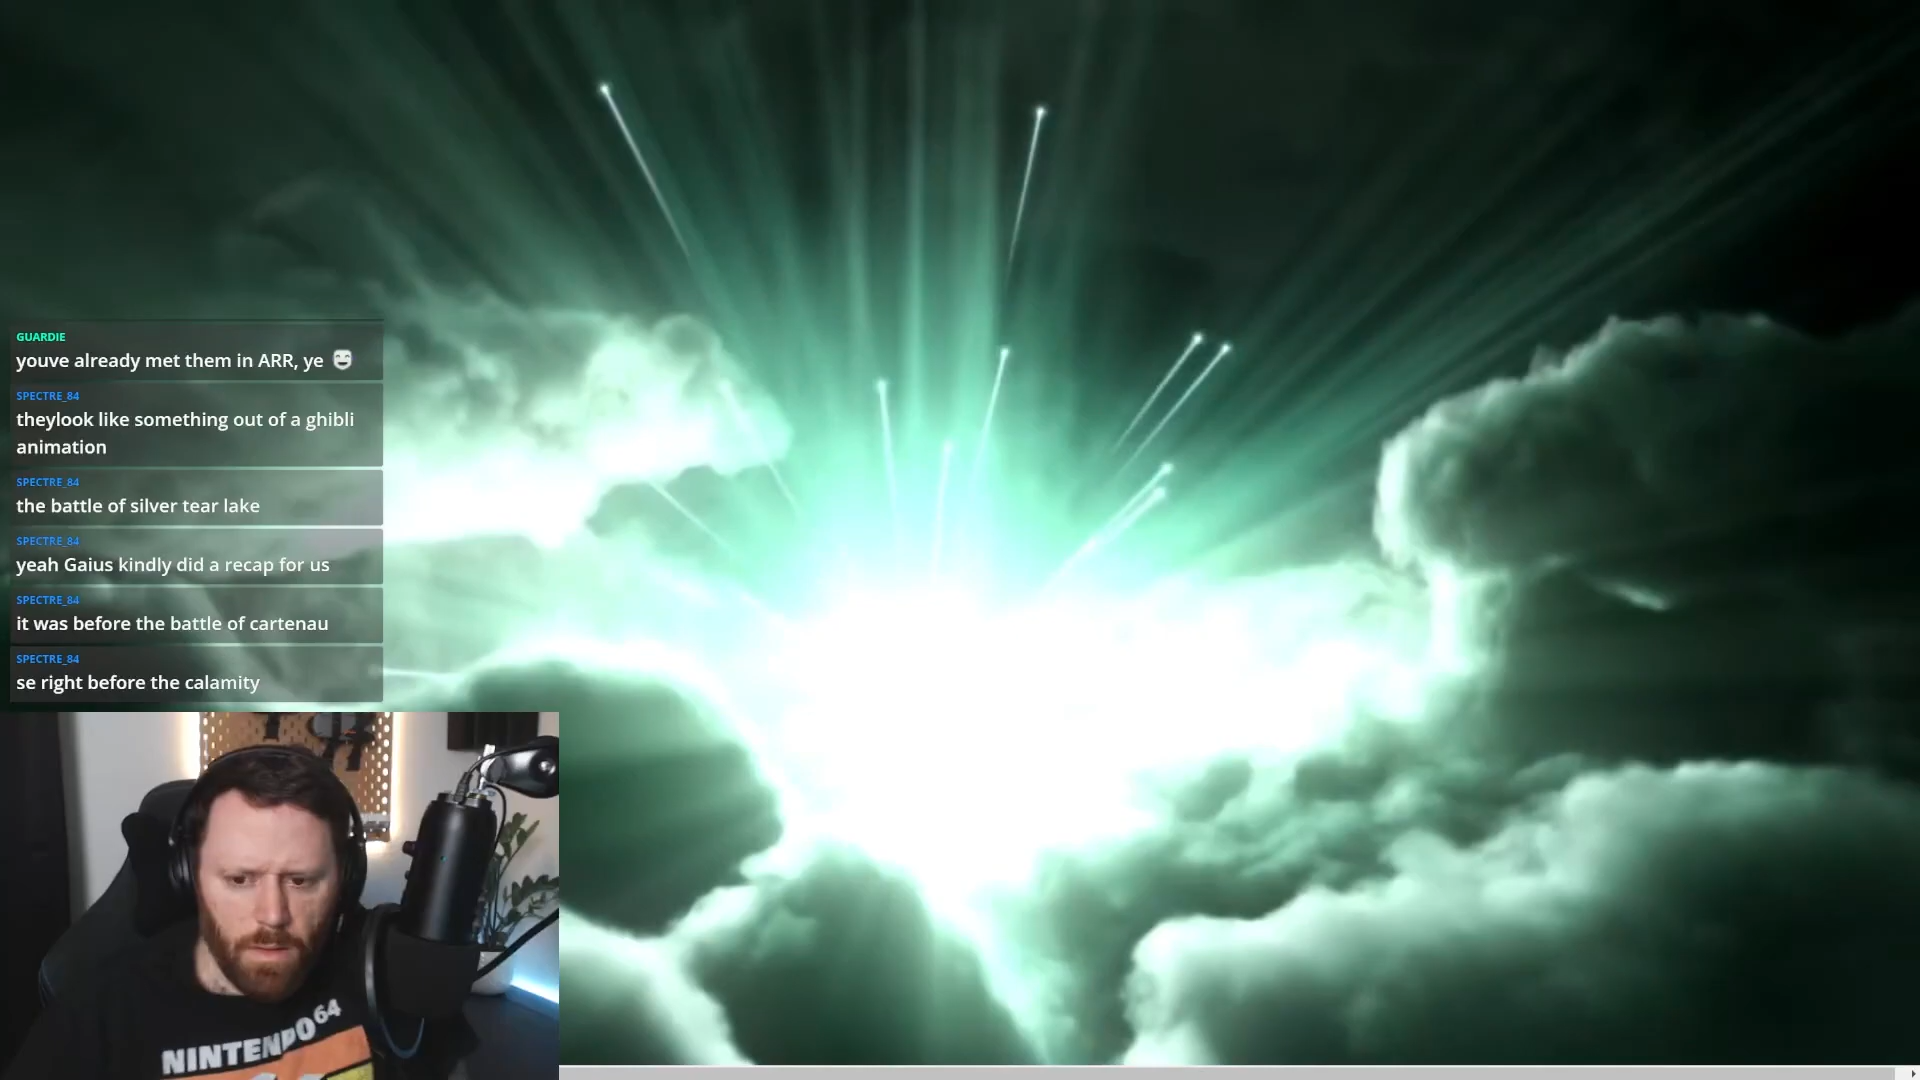 GUARDIE
youve already met them in ARR, ye
SPECTRE_84
theylook like something out of a ghibli
animation
SPECTRE_84
the battle of silver tear lake
SPECTRE_84
yeah Gaius kindly did a recap for us
SPECTRE_84
it was before the battle of cartenau
SPECTRE_84
se right before the calamity
NINTENDO 64